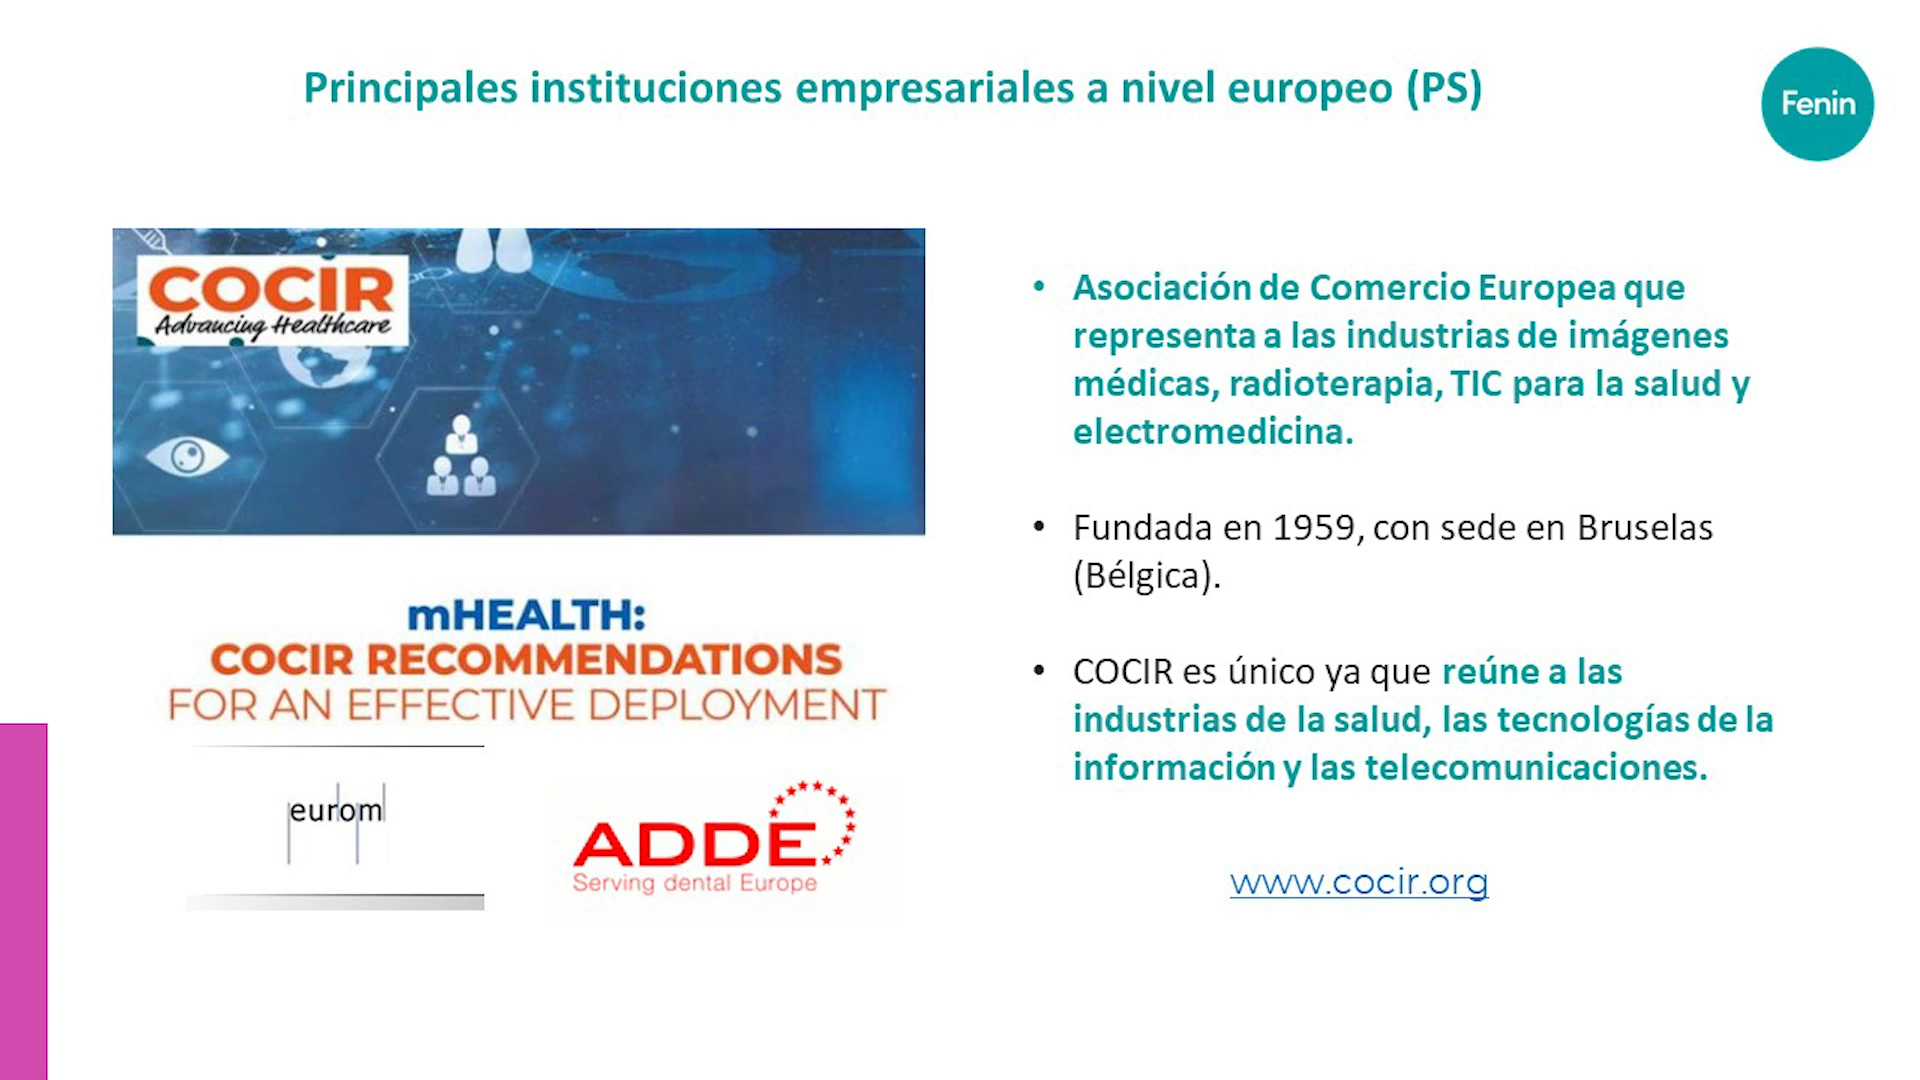 Principales instituciones empresariales a nivel europeo (PS)
Fenin
COCIR
Advancing Healthcare
mHEALTH:
COCIR RECOMMENDATIONS
FOR AN EFFECTIVE DEPLOYMENT
eurom
ADDE
Serving dental Europe
• Asociación de Comercio Europea que
representa a las industrias de imágenes
médicas, radioterapia, TIC para la salud y
electromedicina.
• Fundada en 1959, con sede en Bruselas
(Bélgica).
• COCIR es único ya que reúne a las
industrias de la salud, las tecnologías de la
información y las telecomunicaciones.
www.cocir.org